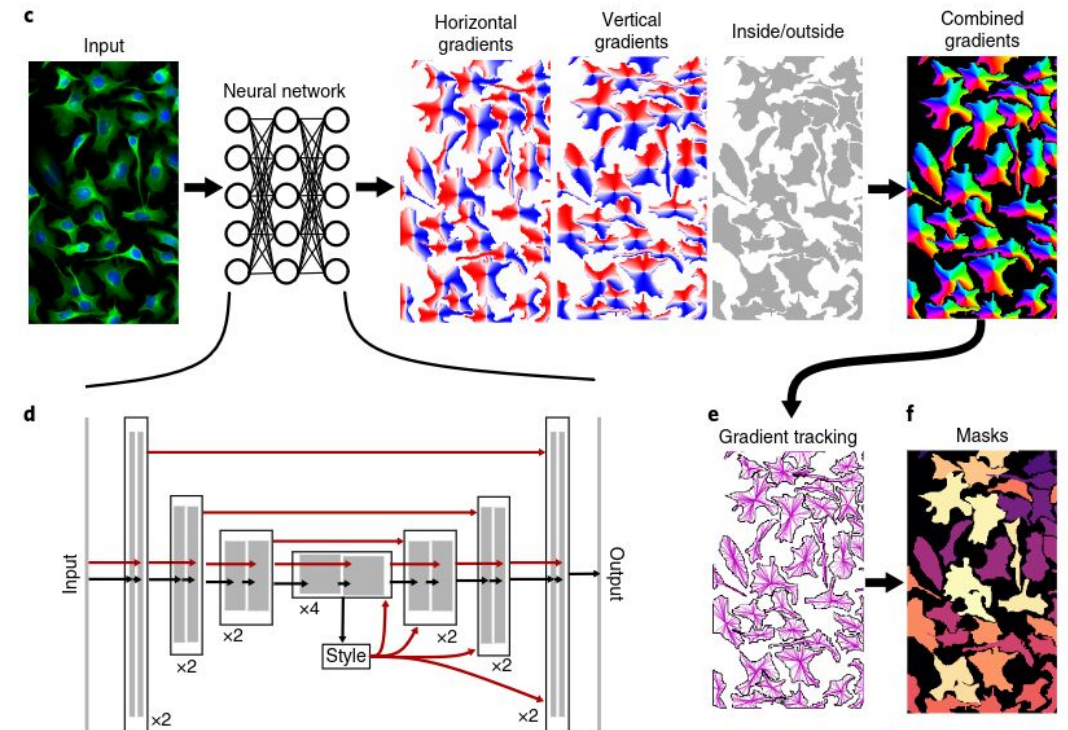 c
Input
Neural network
Horizontal
gradients
Vertical
gradients
Inside/outside
Combined
gradients
d
Input
×2
×2
×2
×4
Style
×2
×2
×2
Output
e
Gradient tracking
f
Masks